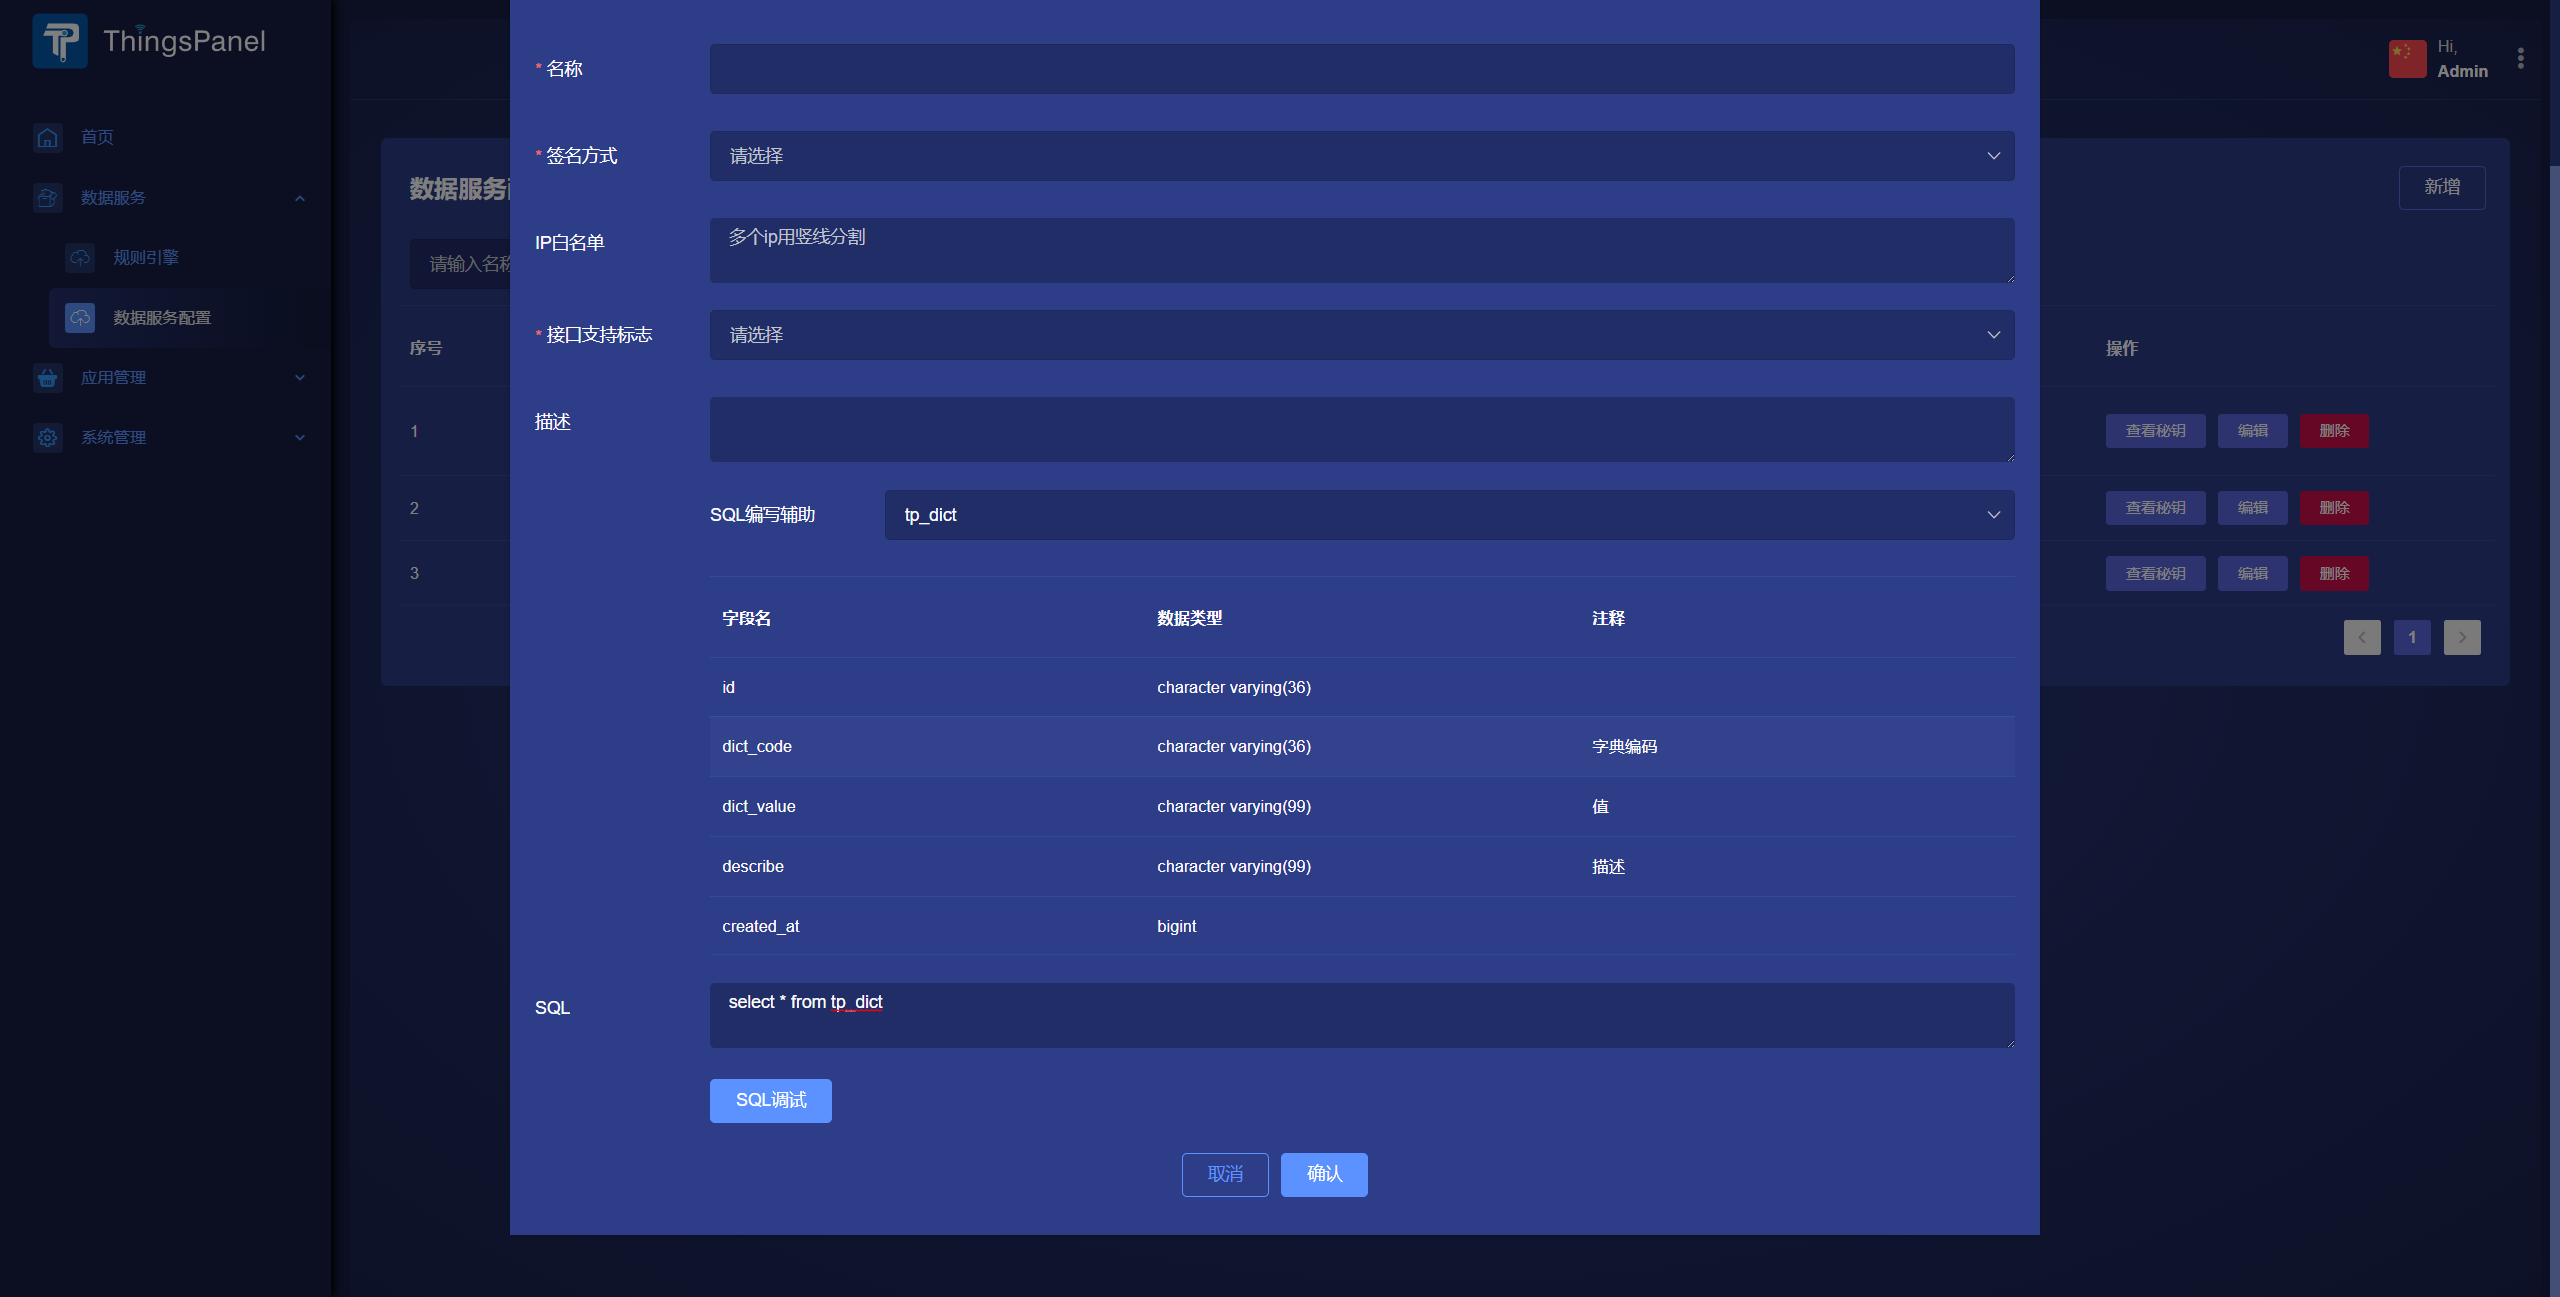 ThingsPanel
首页
数据服务
规则引擎
数据服务配置
应用管理
系统管理
Hi,
Admin
数据服务
新增
请输入名称
序号
操作
1
查看秘钥 编辑 删除
2
查看秘钥 编辑 删除
3
查看秘钥 编辑 删除
1
* 名称
* 签名方式 请选择
IP白名单 多个ip用竖线分割
* 接口支持标志 请选择
描述
SQL编写辅助 tp_dict
字段名 数据类型 注释
id character varying(36)
dict_code character varying(36) 字典编码
dict_value character varying(99) 值
describe character varying(99) 描述
created_at bigint
SQL select * from tp_dict
SQL调试
取消 确认